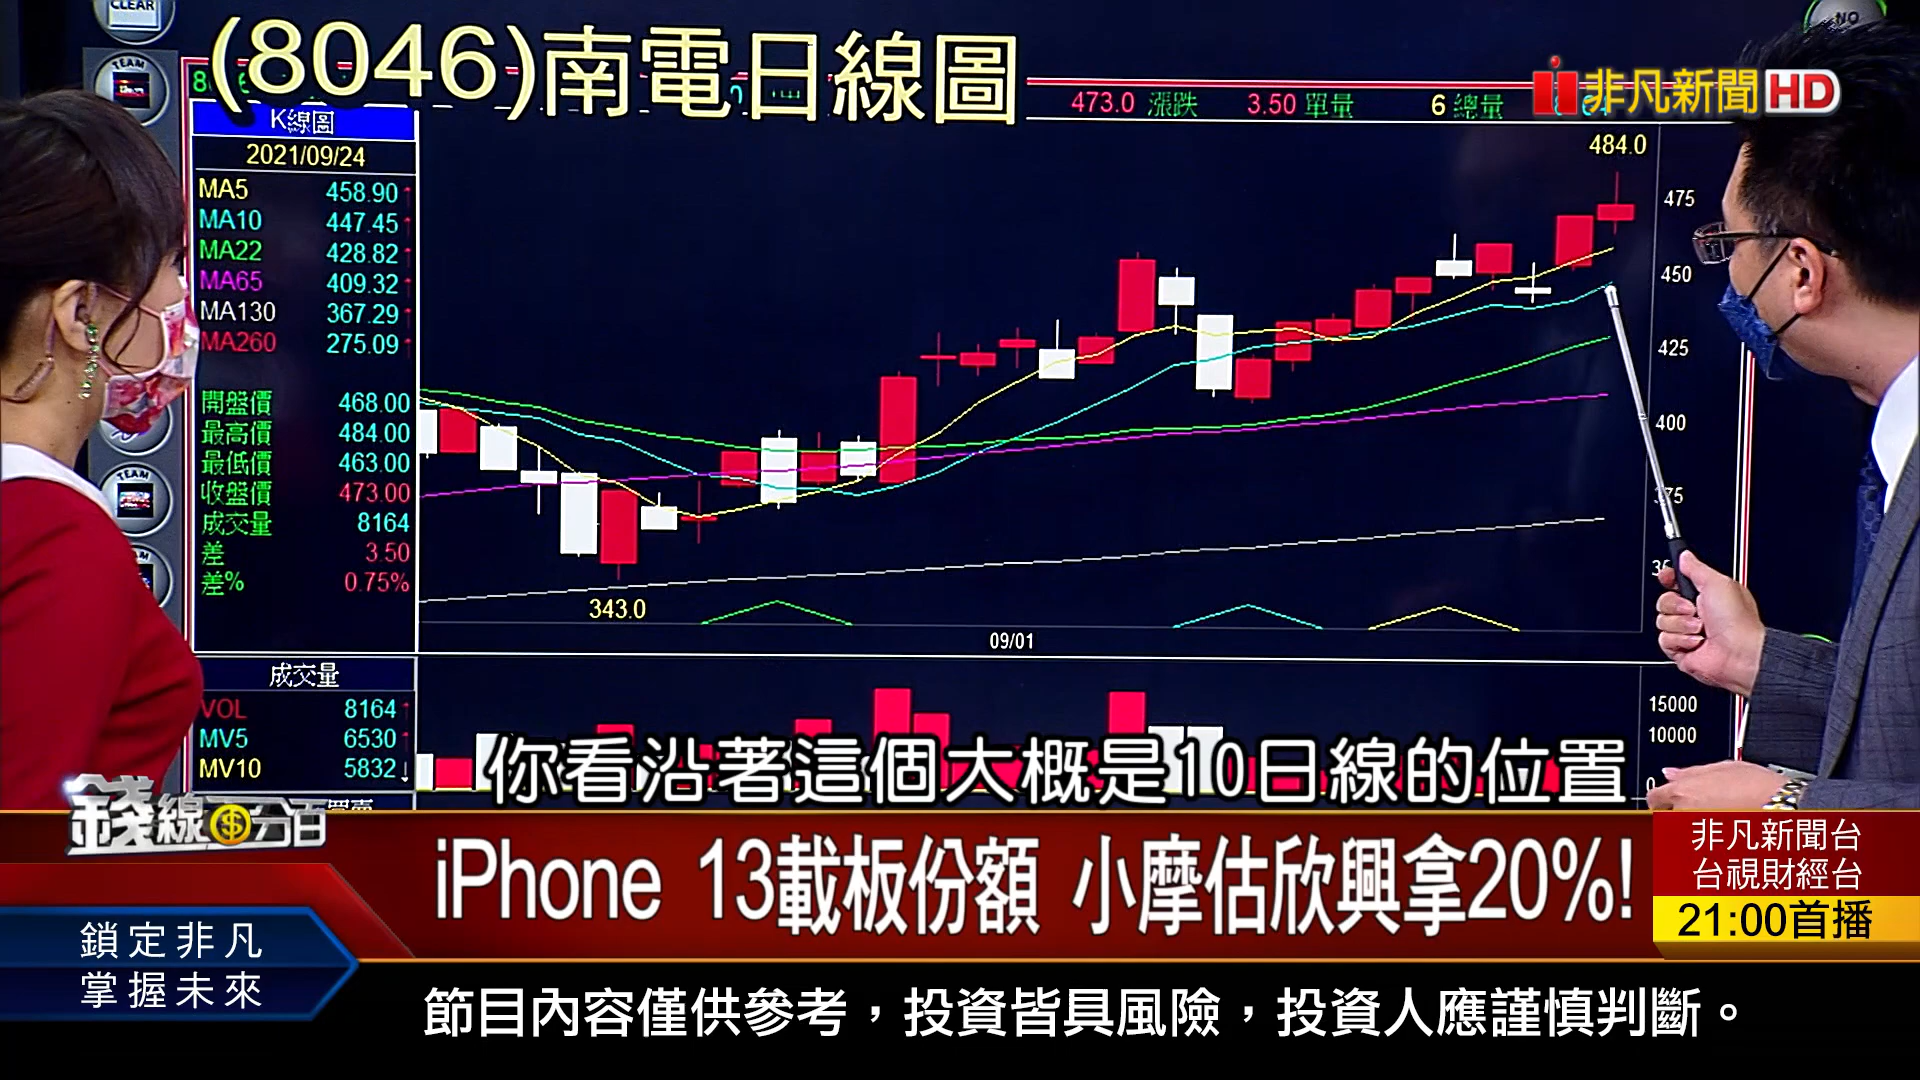 CLEAR
NO
TEAM
(8046)南電日線圖
非凡新聞HD
473.0 漲跌 3.50 單量 6 總量
K線圖
2021/09/24
MA5 458.90
MA10 447.45
MA22 428.82
MA65 409.32
MA130 367.29
MA260 275.09
開盤價 468.00
最高價 484.00
最低價 463.00
收盤價 473.00
成交量 8164
差 3.50
差% 0.75%
484.0
475
450
425
400
343.0
09/01
TEAM
成交量
VOL 8164
MV5 6530
MV10 5832↓
15000
10000
0
你看沿著這個大概是10日線的位置
錢線百分百
iPhone 13載板份額 小摩估欣興拿20%!
非凡新聞台
台視財經台
21:00首播
鎖定非凡
掌握未來
節目內容僅供參考，投資皆具風險，投資人應謹慎判斷。